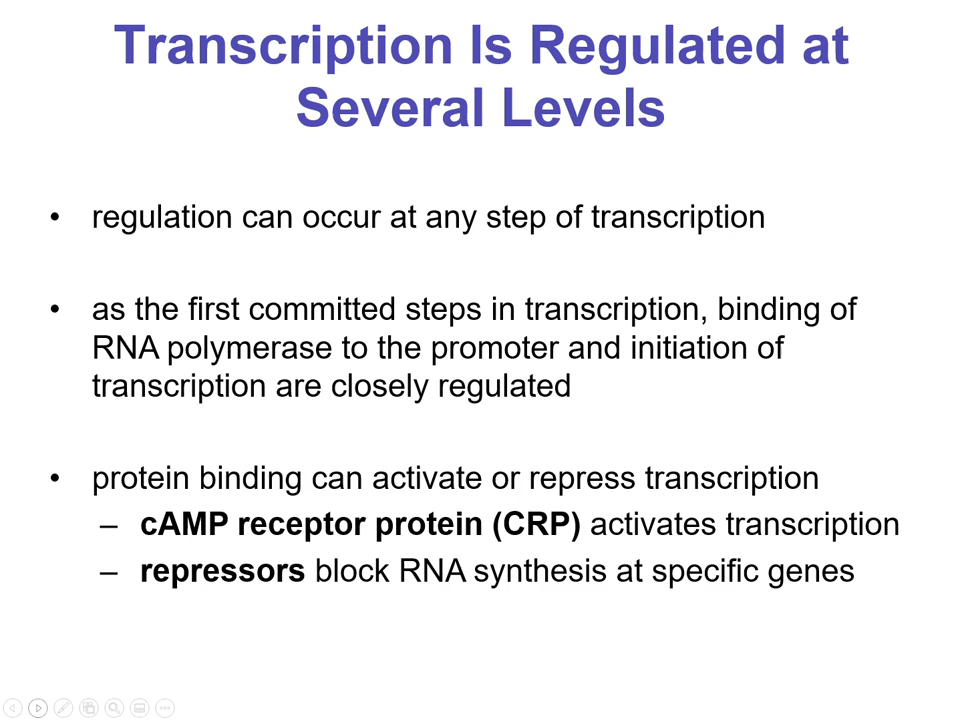 Transcription Is Regulated at
Several Levels
• regulation can occur at any step of transcription
• as the first committed steps in transcription, binding of
RNA polymerase to the promoter and initiation of
transcription are closely regulated
• protein binding can activate or repress transcription
– cAMP receptor protein (CRP) activates transcription
– repressors block RNA synthesis at specific genes